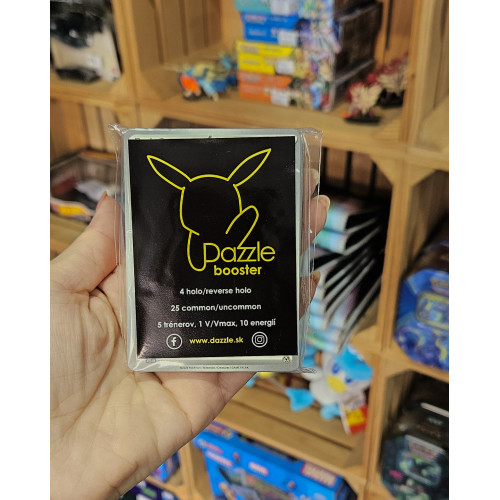 Dazzle
booster
4 holo/reverse holo
25 common/uncommon
5 trénerov, 1 V/Vmax, 10 energií
www.dazzle.sk